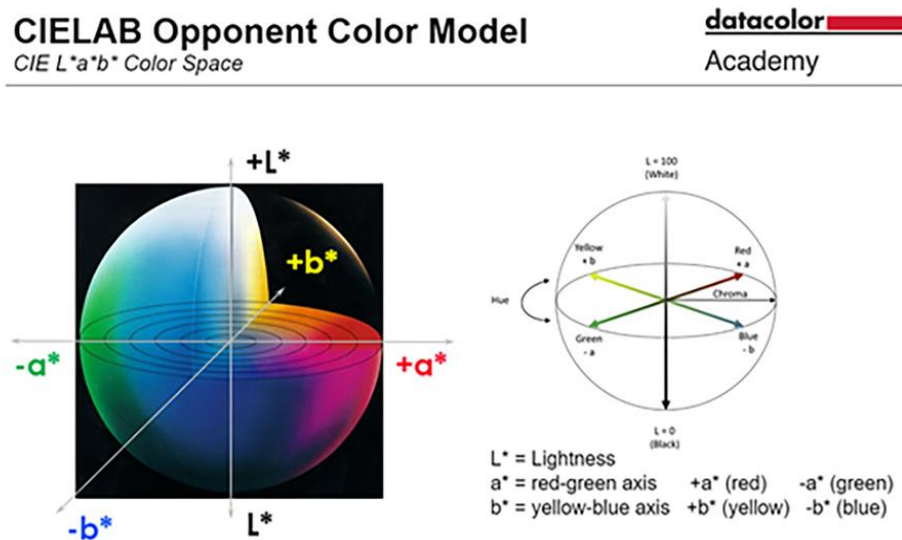 CIELAB Opponent Color Model
CIE L*a*b* Color Space
datacolor
Academy
+L*
+b*
-a*
+a*
-b*
L*
L = 100
(White)
Yellow
+ b
Red
+ a
Hue
Chroma
Green
- a
Blue
- b
L = 0
(Black)
L* = Lightness
a* = red-green axis +a* (red) -a* (green)
b* = yellow-blue axis +b* (yellow) -b* (blue)